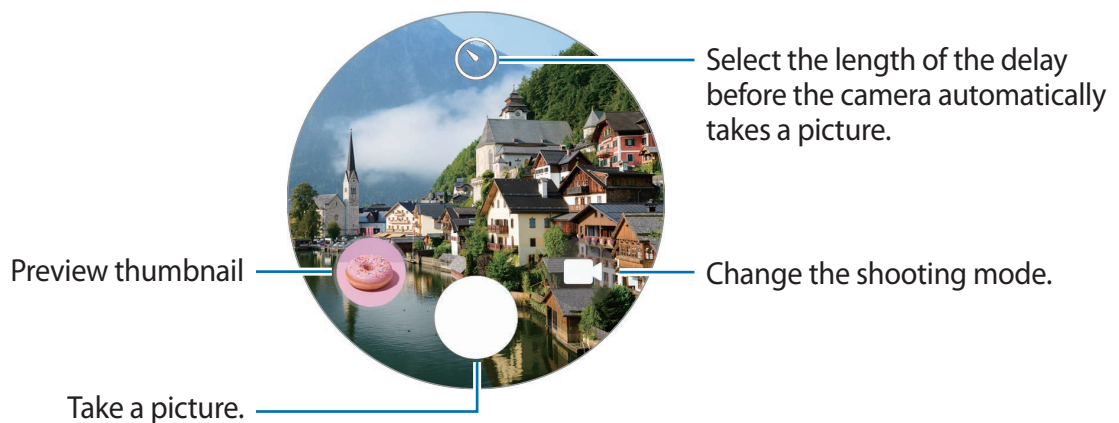 Select the length of the delay
before the camera automatically
takes a picture.
Preview thumbnail
Change the shooting mode.
Take a picture.